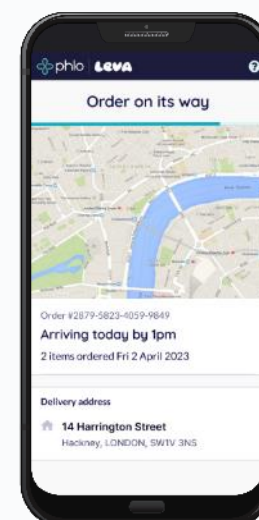 phlo LEVA ?
Order on its way
Order #2879-5823-4059-9849
Arriving today by 1pm
2 items ordered Fri 2 April 2023
Delivery address
14 Harrington Street
Hackney, LONDON, SW1V 3NS